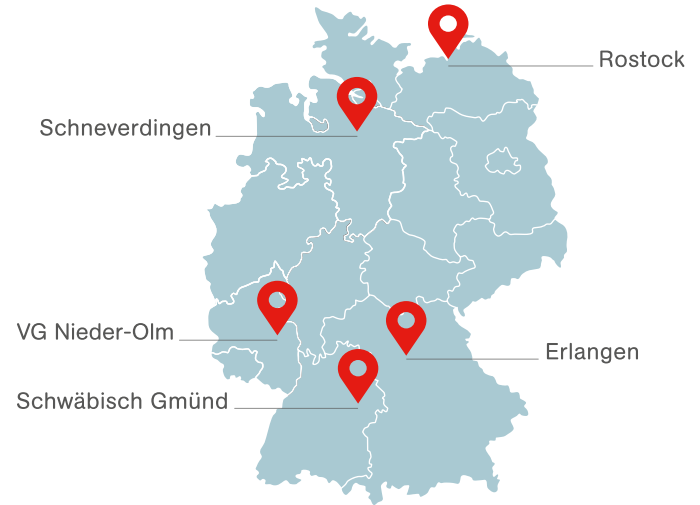 Rostock
Schneverdingen
VG Nieder-Olm
Erlangen
Schwäbisch Gmünd